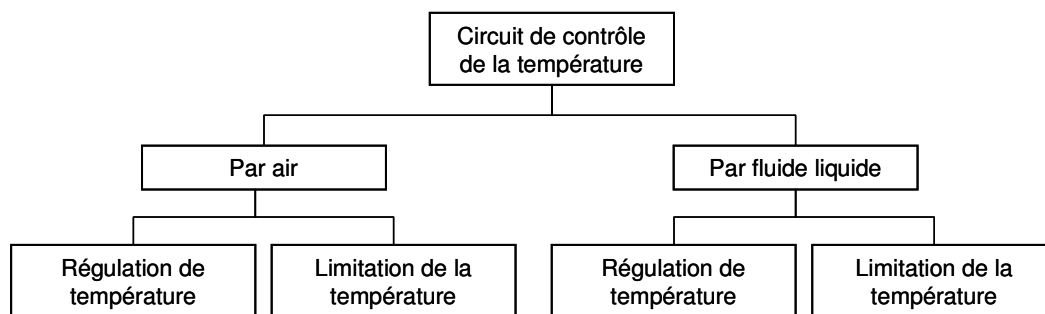 Circuit de contrôle
de la température
Par air
Par fluide liquide
Régulation de
température
Limitation de la
température
Régulation de
température
Limitation de la
température